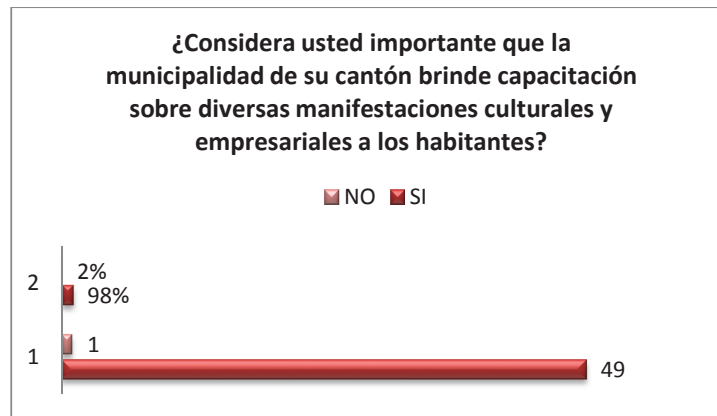 ¿Considera usted importante que la
municipalidad de su cantón brinde capacitación
sobre diversas manifestaciones culturales y
empresariales a los habitantes?
NO SI
2 2%
98%
1 1
49